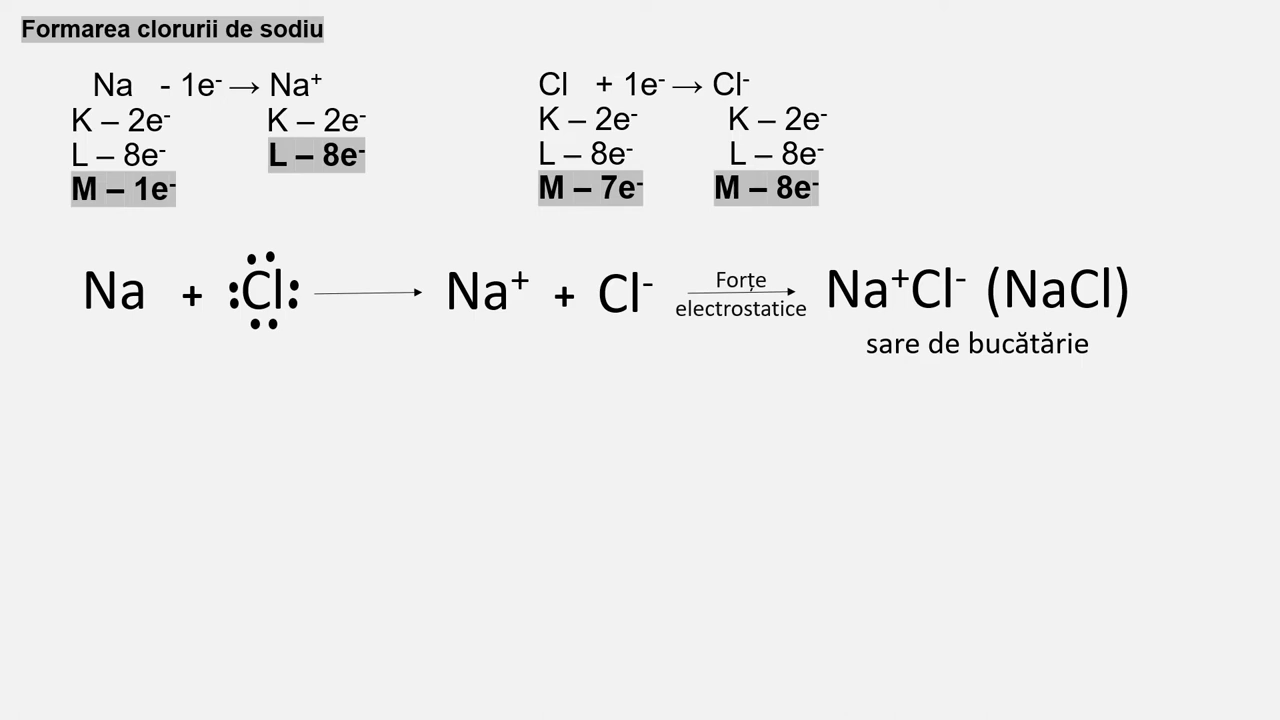 Formarea clorurii de sodiu
Na - 1e⁻ → Na⁺
K – 2e⁻ K – 2e⁻
L – 8e⁻ L – 8e⁻
M – 1e⁻
Cl + 1e⁻ → Cl⁻
K – 2e⁻ K – 2e⁻
L – 8e⁻ L – 8e⁻
M – 7e⁻ M – 8e⁻
Na + Cl → Na⁺ + Cl⁻ Forțe electrostatice → Na⁺Cl⁻ (NaCl)
sare de bucătărie